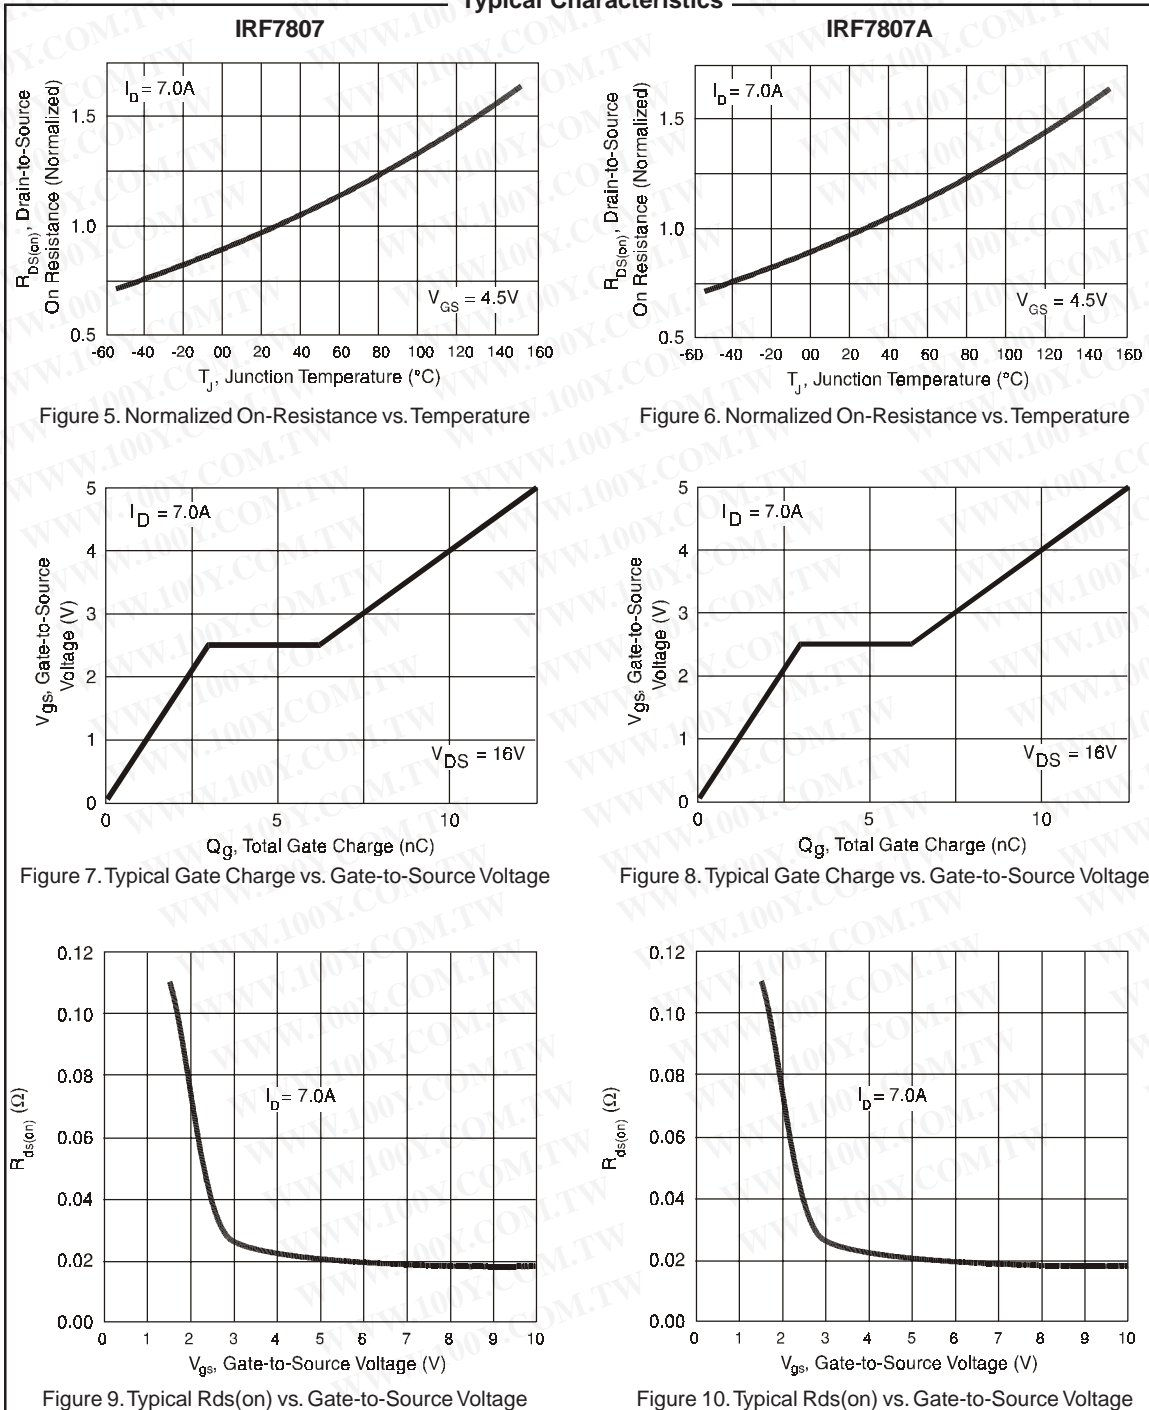 Typical Characteristics
IRF7807
IRF7807A
R_DS(on), Drain-to-Source
On Resistance (Normalized)
I_D = 7.0A
1.5
1.0
0.5
V_GS = 4.5V
-60 -40 -20 00 20 40 60 80 100 120 140 160
T_J, Junction Temperature (°C)
Figure 5. Normalized On-Resistance vs. Temperature
R_DS(on), Drain-to-Source
On Resistance (Normalized)
I_D = 7.0A
1.5
1.0
0.5
V_GS = 4.5V
-60 -40 -20 00 20 40 60 80 100 120 140 160
T_J, Junction Temperature (°C)
Figure 6. Normalized On-Resistance vs. Temperature
Vgs, Gate-to-Source
Voltage (V)
I_D = 7.0A
5
4
3
2
1
0
V_DS = 16V
0 5 10
Qg, Total Gate Charge (nC)
Figure 7. Typical Gate Charge vs. Gate-to-Source Voltage
Vgs, Gate-to-Source
Voltage (V)
I_D = 7.0A
5
4
3
2
1
0
V_DS = 16V
0 5 10
Qg, Total Gate Charge (nC)
Figure 8. Typical Gate Charge vs. Gate-to-Source Voltage
R_ds(on) (Ω)
0.12
0.10
0.08
0.06
0.04
0.02
0.00
I_D = 7.0A
0 1 2 3 4 5 6 7 8 9 10
V_gs, Gate-to-Source Voltage (V)
Figure 9. Typical Rds(on) vs. Gate-to-Source Voltage
R_ds(on) (Ω)
0.12
0.10
0.08
0.06
0.04
0.02
0.00
I_D = 7.0A
0 1 2 3 4 5 6 7 8 9 10
V_gs, Gate-to-Source Voltage (V)
Figure 10. Typical Rds(on) vs. Gate-to-Source Voltage
WWW.100Y.COM.TW